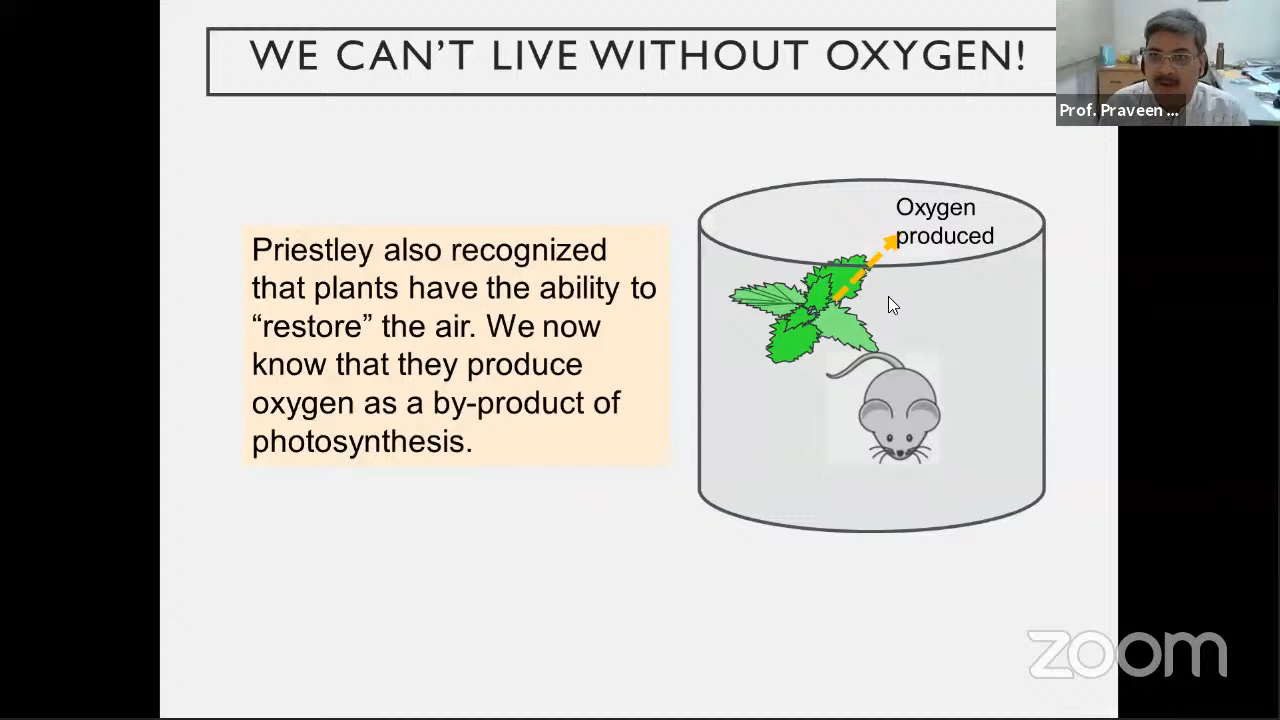 WE CAN'T LIVE WITHOUT OXYGEN!
Prof. Praveen ...
Oxygen
produced
Priestley also recognized
that plants have the ability to
“restore” the air. We now
know that they produce
oxygen as a by-product of
photosynthesis.
zoom